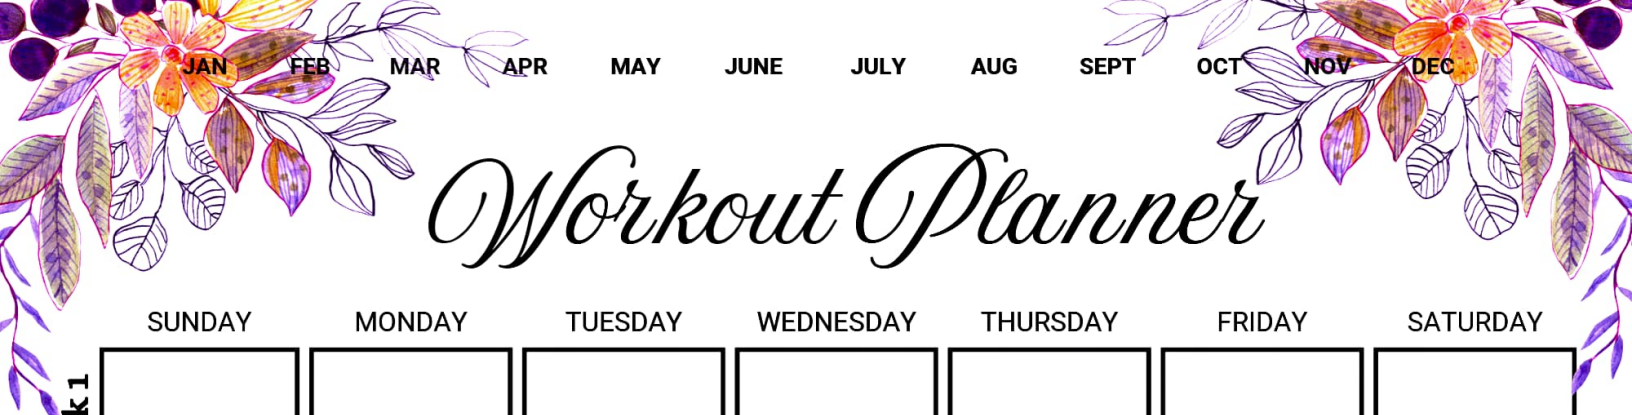 JAN FEB MAR APR MAY JUNE JULY AUG SEPT OCT NOV DEC
Workout Planner
SUNDAY MONDAY TUESDAY WEDNESDAY THURSDAY FRIDAY SATURDAY
k 1